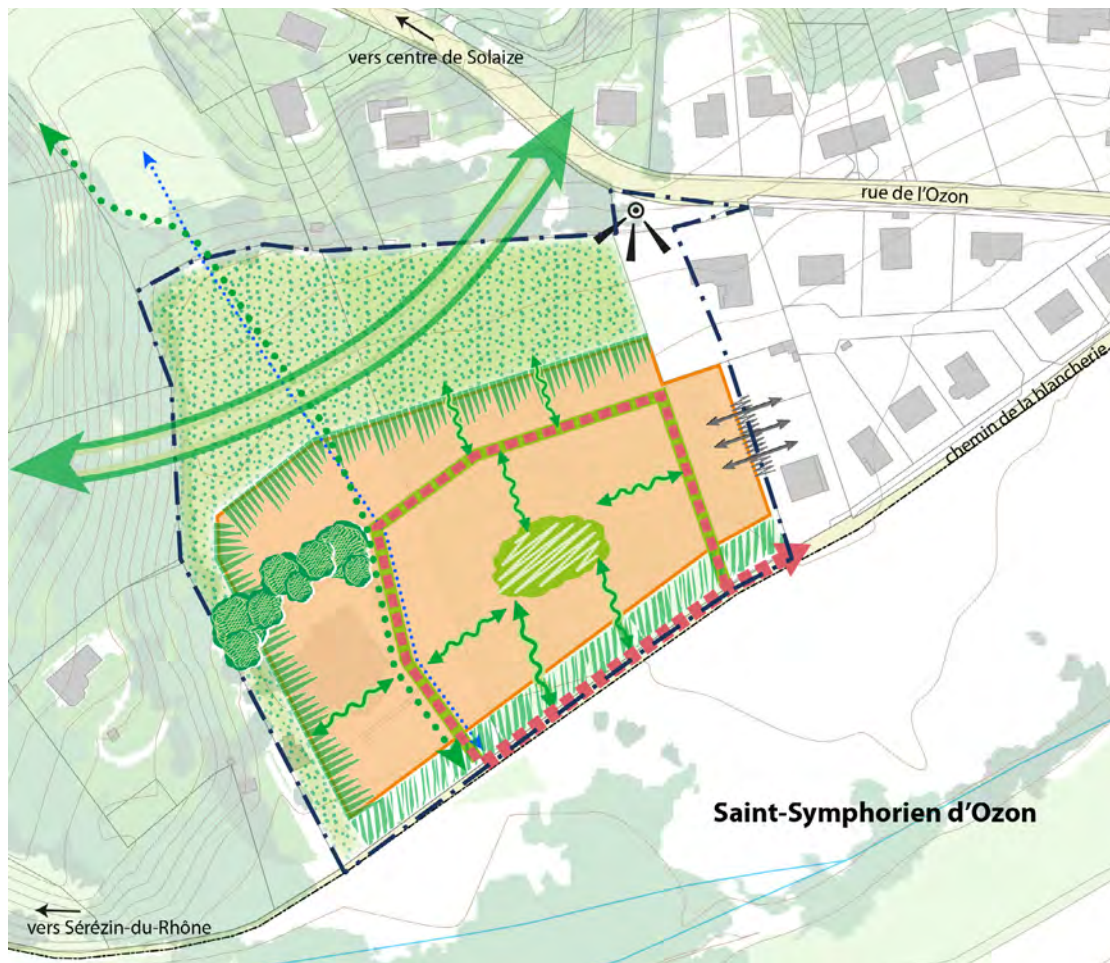 vers centre de Solaize
rue de l'Ozon
chemin de la blancherie
Saint-Symphorien d'Ozon
vers Sérézin-du-Rhône